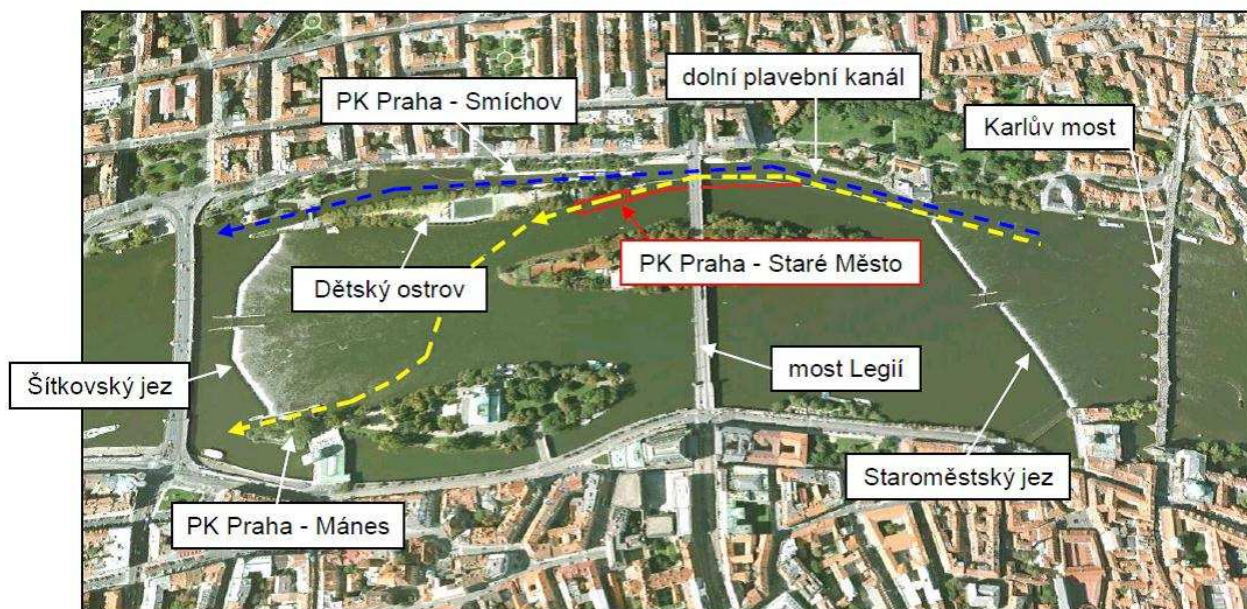 dolní plavební kanál
PK Praha - Smíchov
Karlův most
PK Praha - Staré Město
Dětský ostrov
most Legií
Šítkovský jez
Staroměstský jez
PK Praha - Mánes